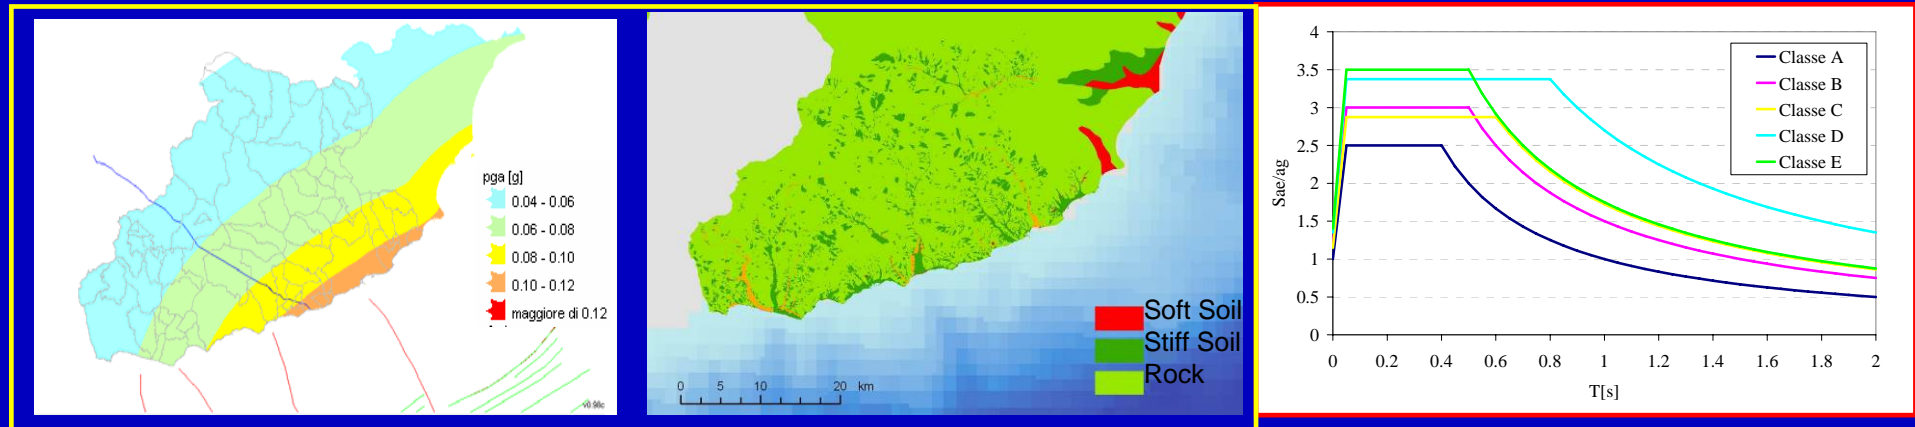 pga [g]
0.04 - 0.06
0.06 - 0.08
0.08 - 0.10
0.10 - 0.12
maggiore di 0.12
v0.98c
Soft Soil
Stiff Soil
Rock
0 5 10 20 km
Sae/ag
4
3.5
3
2.5
2
1.5
1
0.5
0
0 0.2 0.4 0.6 0.8 1 1.2 1.4 1.6 1.8 2
T[s]
Classe A
Classe B
Classe C
Classe D
Classe E